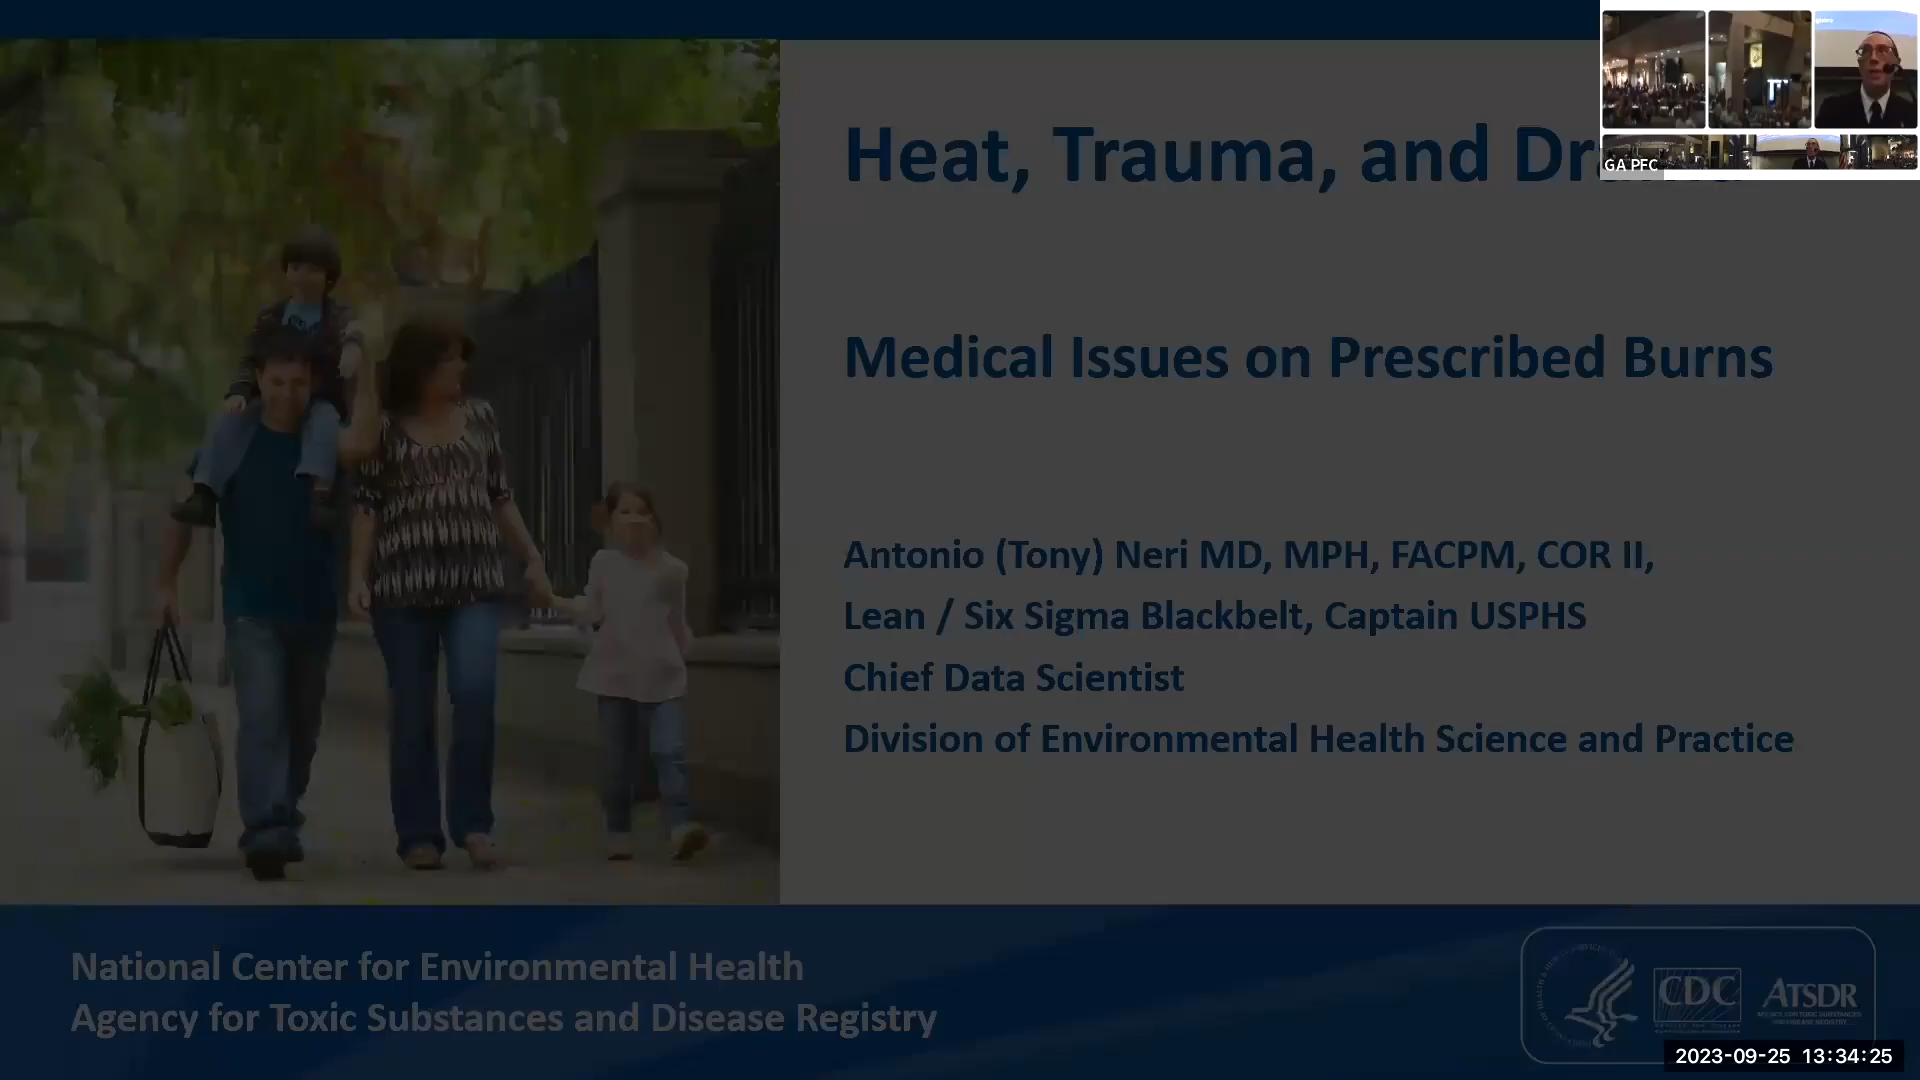 Heat, Trauma, and Dr
GA PFC
Medical Issues on Prescribed Burns
Antonio (Tony) Neri MD, MPH, FACPM, COR II,
Lean / Six Sigma Blackbelt, Captain USPHS
Chief Data Scientist
Division of Environmental Health Science and Practice
National Center for Environmental Health
Agency for Toxic Substances and Disease Registry
CDC
ATSDR
2023-09-25 13:34:25